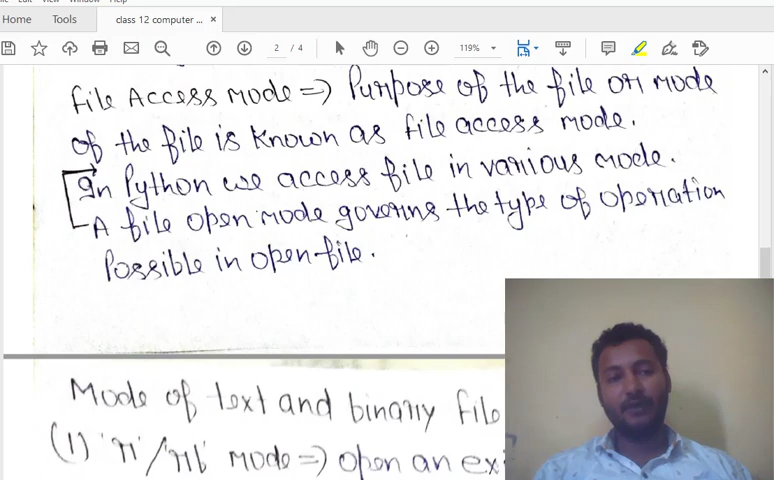 Home Tools class 12 computer ... ×
2 / 4 119%
File Access Mode => Purpose of the file or mode
of the file is known as file access mode.
In Python we access file in various mode.
A file open mode governs the type of operation
Possible in open file.
Mode of text and binary file
(1) 'r'/'rb' mode => open an exi